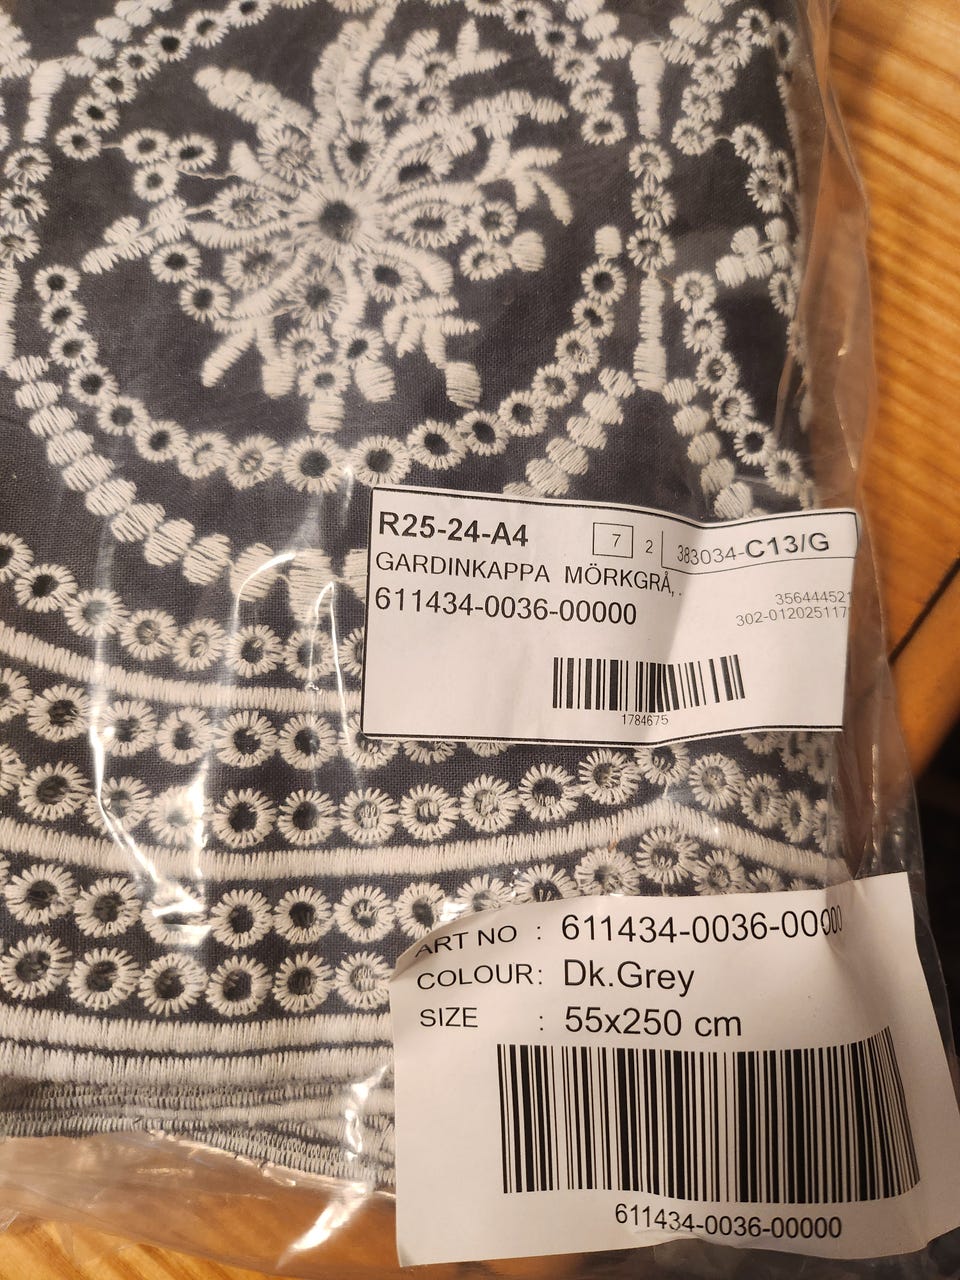 R25-24-A4
7 2 383034-C13/G
GARDINKAPPA MÖRKGRÅ, .
611434-0036-00000
356444521
302-012025117
1784675
ART NO : 611434-0036-00000
COLOUR: Dk.Grey
SIZE : 55x250 cm
611434-0036-00000